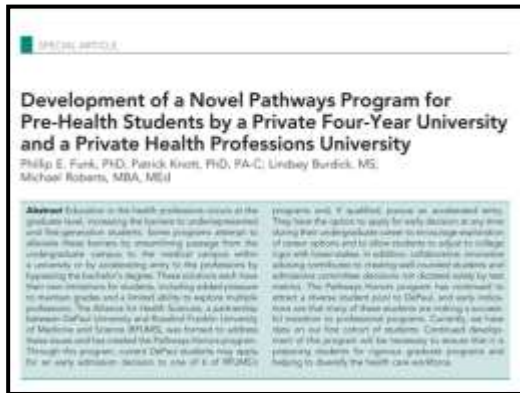 SPECIAL ARTICLE
Development of a Novel Pathways Program for
Pre-Health Students by a Private Four-Year University
and a Private Health Professions University
Phillip E. Funk, PhD, Patrick Knott, PhD, PA-C; Lindsey Burdick, MS;
Michael Roberts, MBA, MEd
Abstract Education in the health professions occurs at the
graduate level, increasing the barriers to underrepresented
and first-generation students. Some programs attempt to
alleviate these barriers by streamlining passage from the
undergraduate campus to the medical campus within
a university or by accelerating entry to the professions by
bypassing the bachelor's degree. These solutions each have
their own limitations for students, including added pressure
to maintain grades and a limited ability to explore multiple
professions. The Alliance for Health Sciences, a partnership
between DePaul University and Rosalind Franklin University
of Medicine and Science (RFUMS), was formed to address
these issues and has created the Pathways Honors program.
Through this program, current DePaul students may apply
for an early admission decision to one of 6 of RFUMS's
programs and, if qualified, pursue an accelerated entry.
They have the option to apply for early decision at any time
during their undergraduate career to encourage exploration
of career options and to allow students to adjust to college
rigor with lower stakes. In addition, collaborative innovative
advising contributes to creating well-rounded students and
admissions committee decisions not dictated solely by test
metrics. The Pathways Honors program has continued to
attract a diverse student pool to DePaul, and early indica-
tions are that many of these students are making a success-
ful transition to professional programs. Currently, we have
data on our first cohort of students. Continued develop-
ment of this program will be necessary to ensure that it is
preparing students for rigorous graduate programs and
helping to diversify the health care workforce.